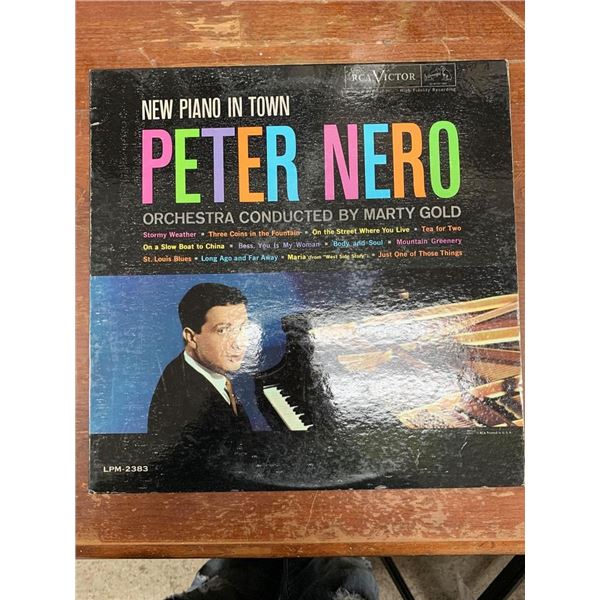 RCA VICTOR
High Fidelity Recording
NEW PIANO IN TOWN
PETER NERO
ORCHESTRA CONDUCTED BY MARTY GOLD
Stormy Weather • Three Coins in the Fountain • On the Street Where You Live • Tea for Two
On a Slow Boat to China • Bess, You Is My Woman • Body and Soul • Mountain Greenery
St. Louis Blues • Long Ago and Far Away • Maria (from "West Side Story") • Just One of Those Things
LPM-2383